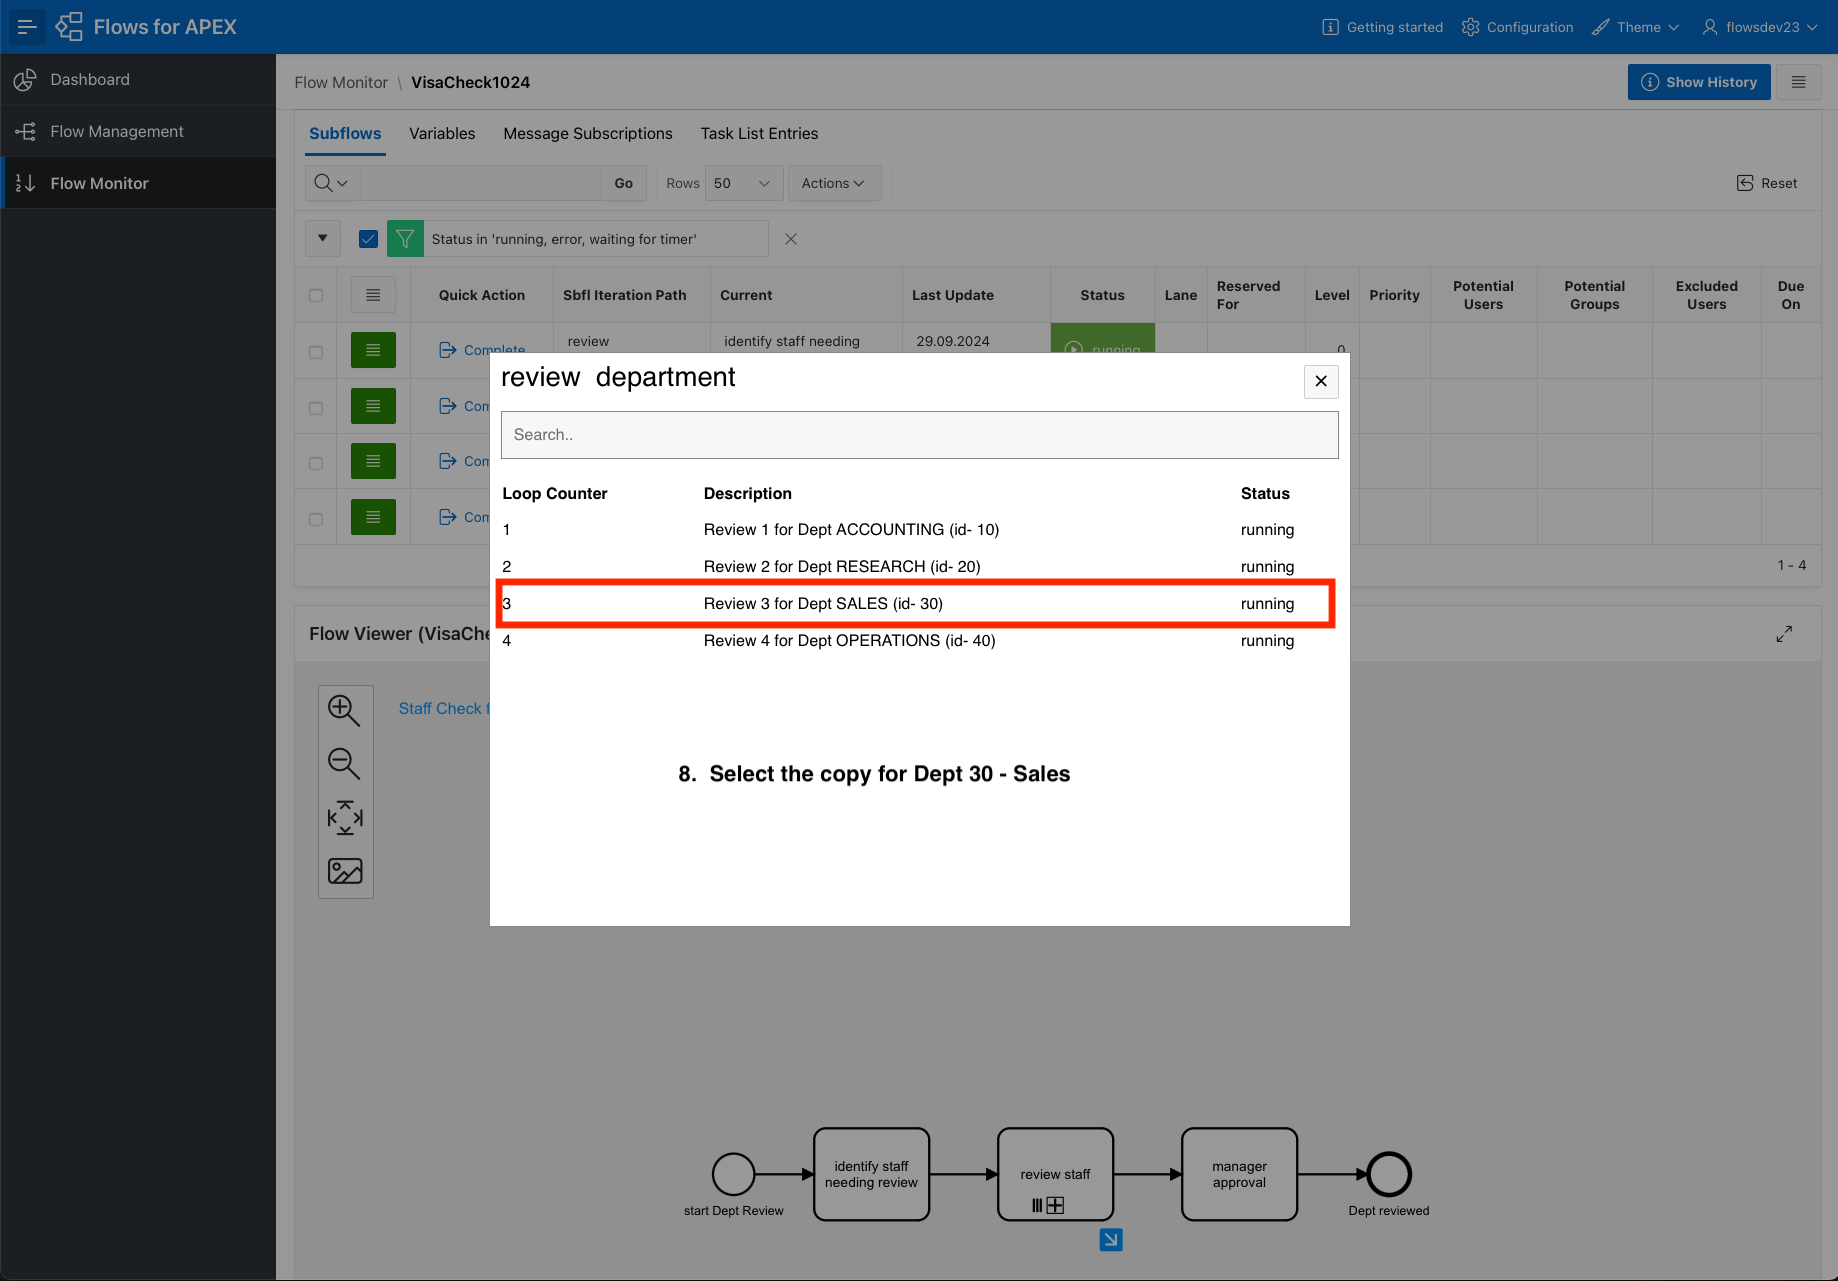 Flows for APEX
Getting started
Configuration
Theme
flowsdev23
Dashboard
Flow Management
Flow Monitor
Flow Monitor \ VisaCheck1024
Show History
Subflows
Variables
Message Subscriptions
Task List Entries
Go
Rows
50
Actions
Reset
Status in 'running, error, waiting for timer'
Quick Action
Sbfl Iteration Path
Current
Last Update
Status
Lane
Reserved For
Level
Priority
Potential Users
Potential Groups
Excluded Users
Due On
Complete
review
identify staff needing
29.09.2024
running
0
Com
Com
Com
1 - 4
review department
Search..
Loop Counter Description Status
1 Review 1 for Dept ACCOUNTING (id- 10) running
2 Review 2 for Dept RESEARCH (id- 20) running
3 Review 3 for Dept SALES (id- 30) running
4 Review 4 for Dept OPERATIONS (id- 40) running
8. Select the copy for Dept 30 - Sales
Flow Viewer (VisaChe
Staff Check f
start Dept Review
identify staff
needing review
review staff
manager
approval
Dept reviewed